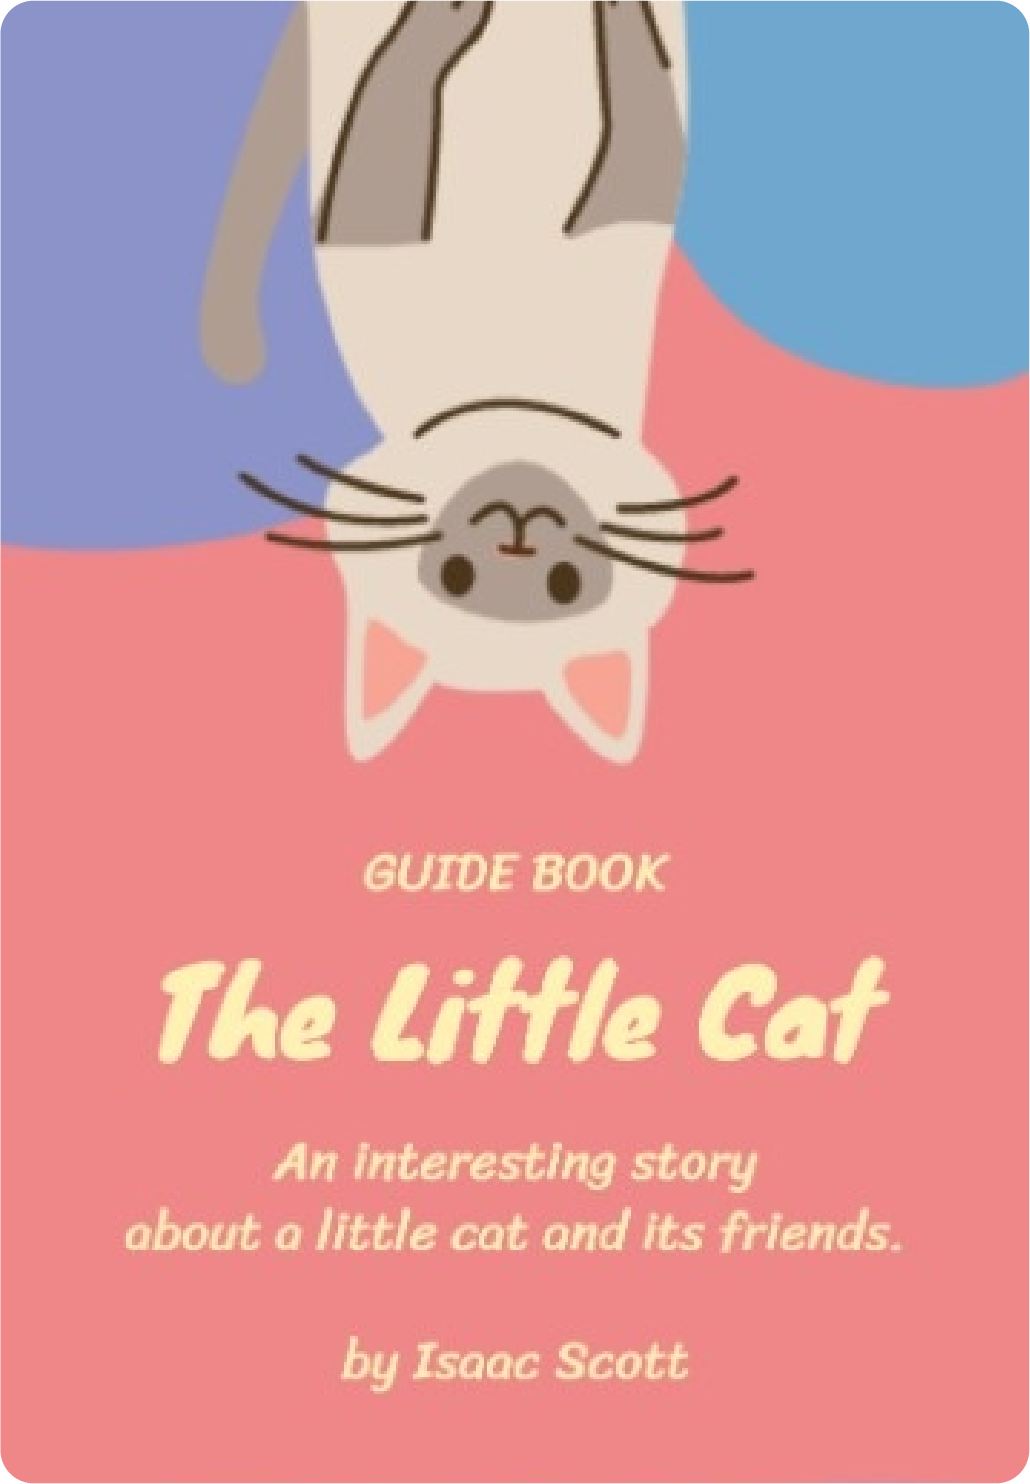 GUIDE BOOK
The Little Cat
An interesting story
about a little cat and its friends.
by Isaac Scott